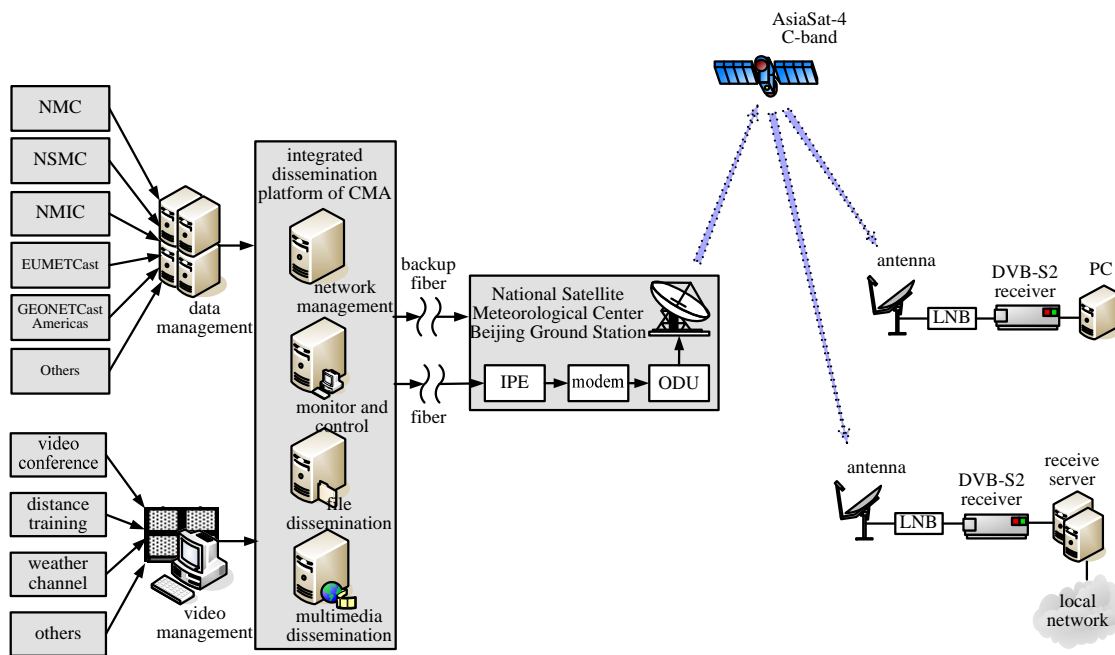 AsiaSat-4
C-band
NMC
NSMC
NMIC
EUMETCast
GEONETCast
Americas
Others
data
management
video
conference
distance
training
weather
channel
others
video
management
integrated
dissemination
platform of CMA
network
management
monitor and
control
file
dissemination
multimedia
dissemination
backup
fiber
fiber
National Satellite
Meteorological Center
Beijing Ground Station
IPE
modem
ODU
antenna
LNB
DVB-S2
receiver
PC
antenna
LNB
DVB-S2
receiver
receive
server
local
network